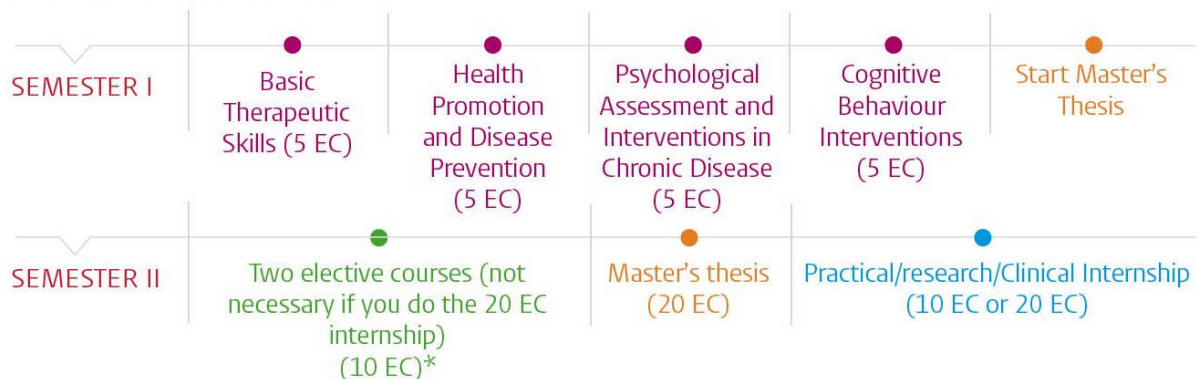 SEMESTER I
Basic
Therapeutic
Skills (5 EC)
Health
Promotion
and Disease
Prevention
(5 EC)
Psychological
Assessment and
Interventions in
Chronic Disease
(5 EC)
Cognitive
Behaviour
Interventions
(5 EC)
Start Master's
Thesis
SEMESTER II
Two elective courses (not
necessary if you do the 20 EC
internship)
(10 EC)*
Master's thesis
(20 EC)
Practical/research/Clinical Internship
(10 EC or 20 EC)